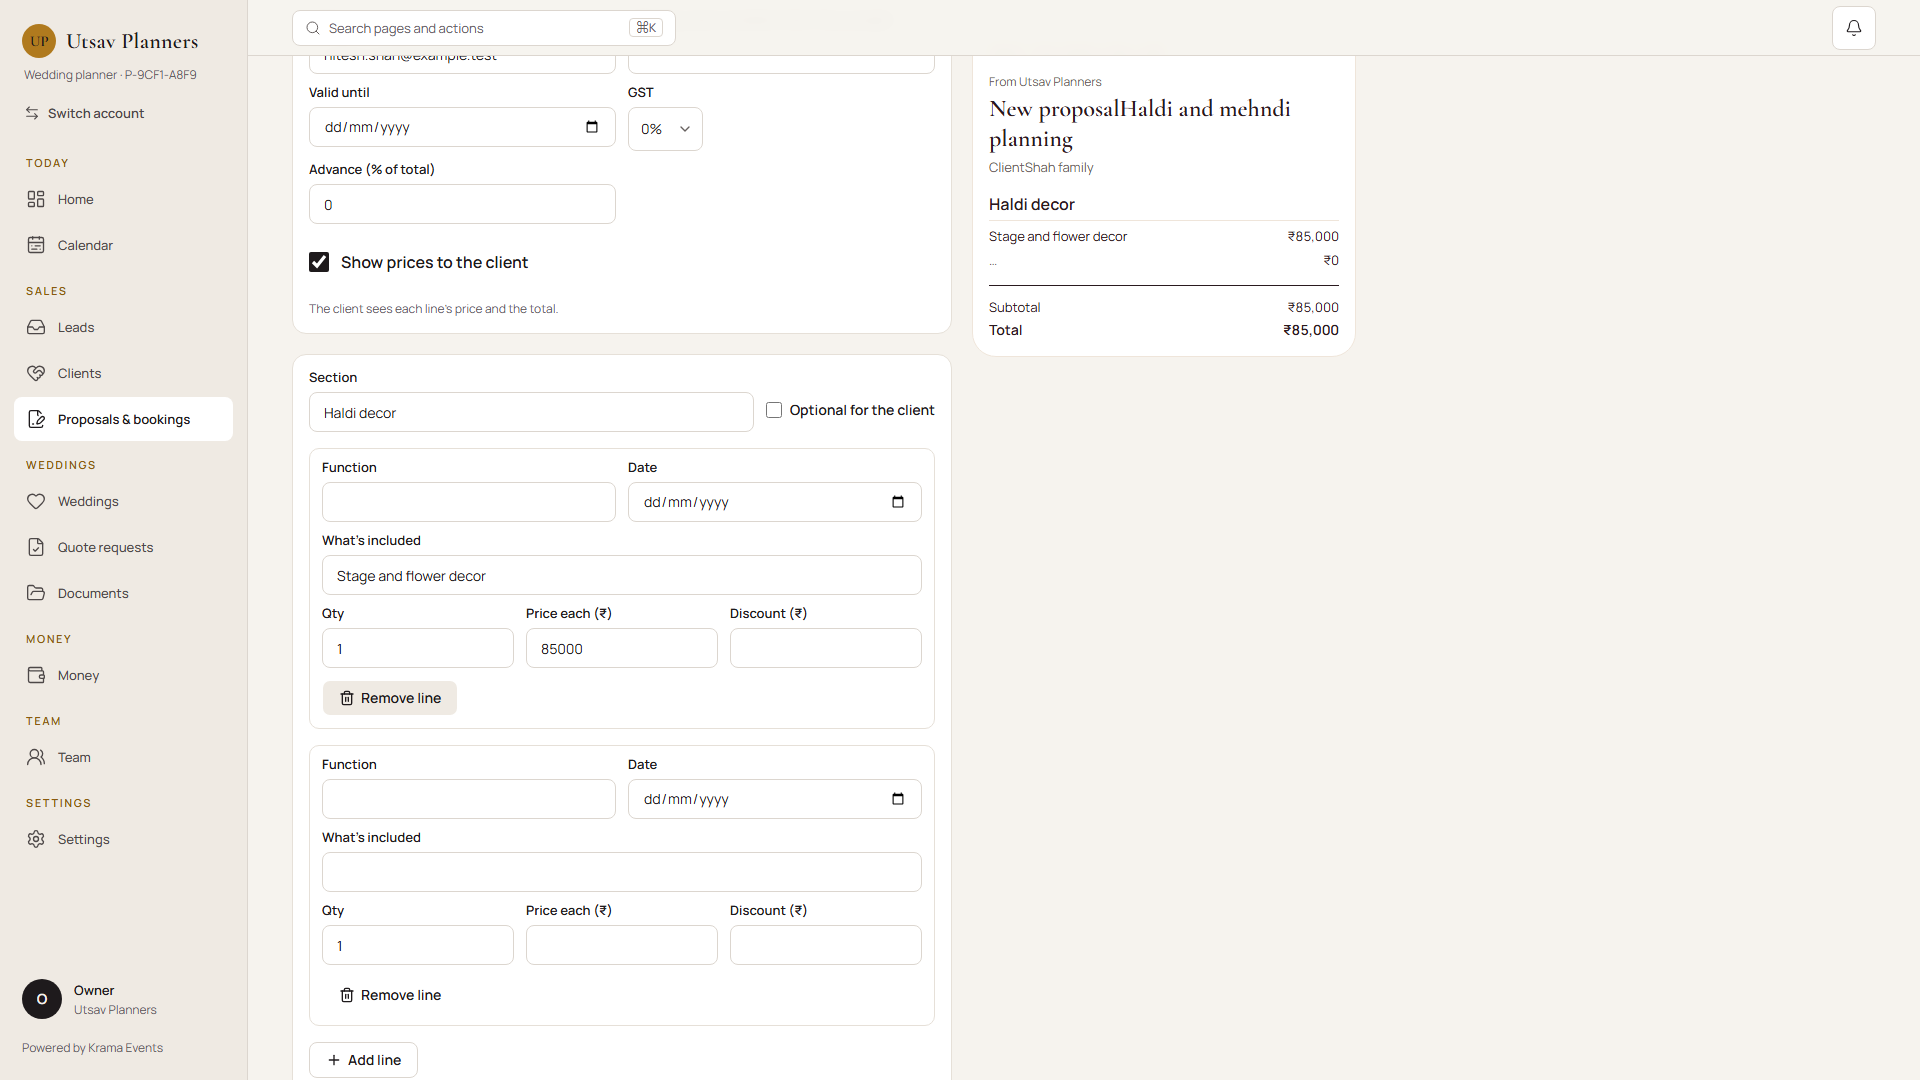 UP Utsav Planners
Wedding planner · P-9CF1-A8F9
Switch account
TODAY
Home
Calendar
SALES
Leads
Clients
Proposals & bookings
WEDDINGS
Weddings
Quote requests
Documents
MONEY
Money
TEAM
Team
SETTINGS
Settings
O
Owner
Utsav Planners
Powered by Krama Events
Search pages and actions ⌘K
hitesh.shah@example.test
Valid until
GST
dd/mm/yyyy
0%
Advance (% of total)
0
Show prices to the client
The client sees each line's price and the total.
Section
Haldi decor
Optional for the client
Function
Date
dd/mm/yyyy
What's included
Stage and flower decor
Qty
Price each (₹)
Discount (₹)
1
85000
Remove line
Function
Date
dd/mm/yyyy
What's included
Qty
Price each (₹)
Discount (₹)
1
Remove line
+ Add line
From Utsav Planners
New proposalHaldi and mehndi
planning
ClientShah family
Haldi decor
Stage and flower decor ₹85,000
... ₹0
Subtotal ₹85,000
Total ₹85,000